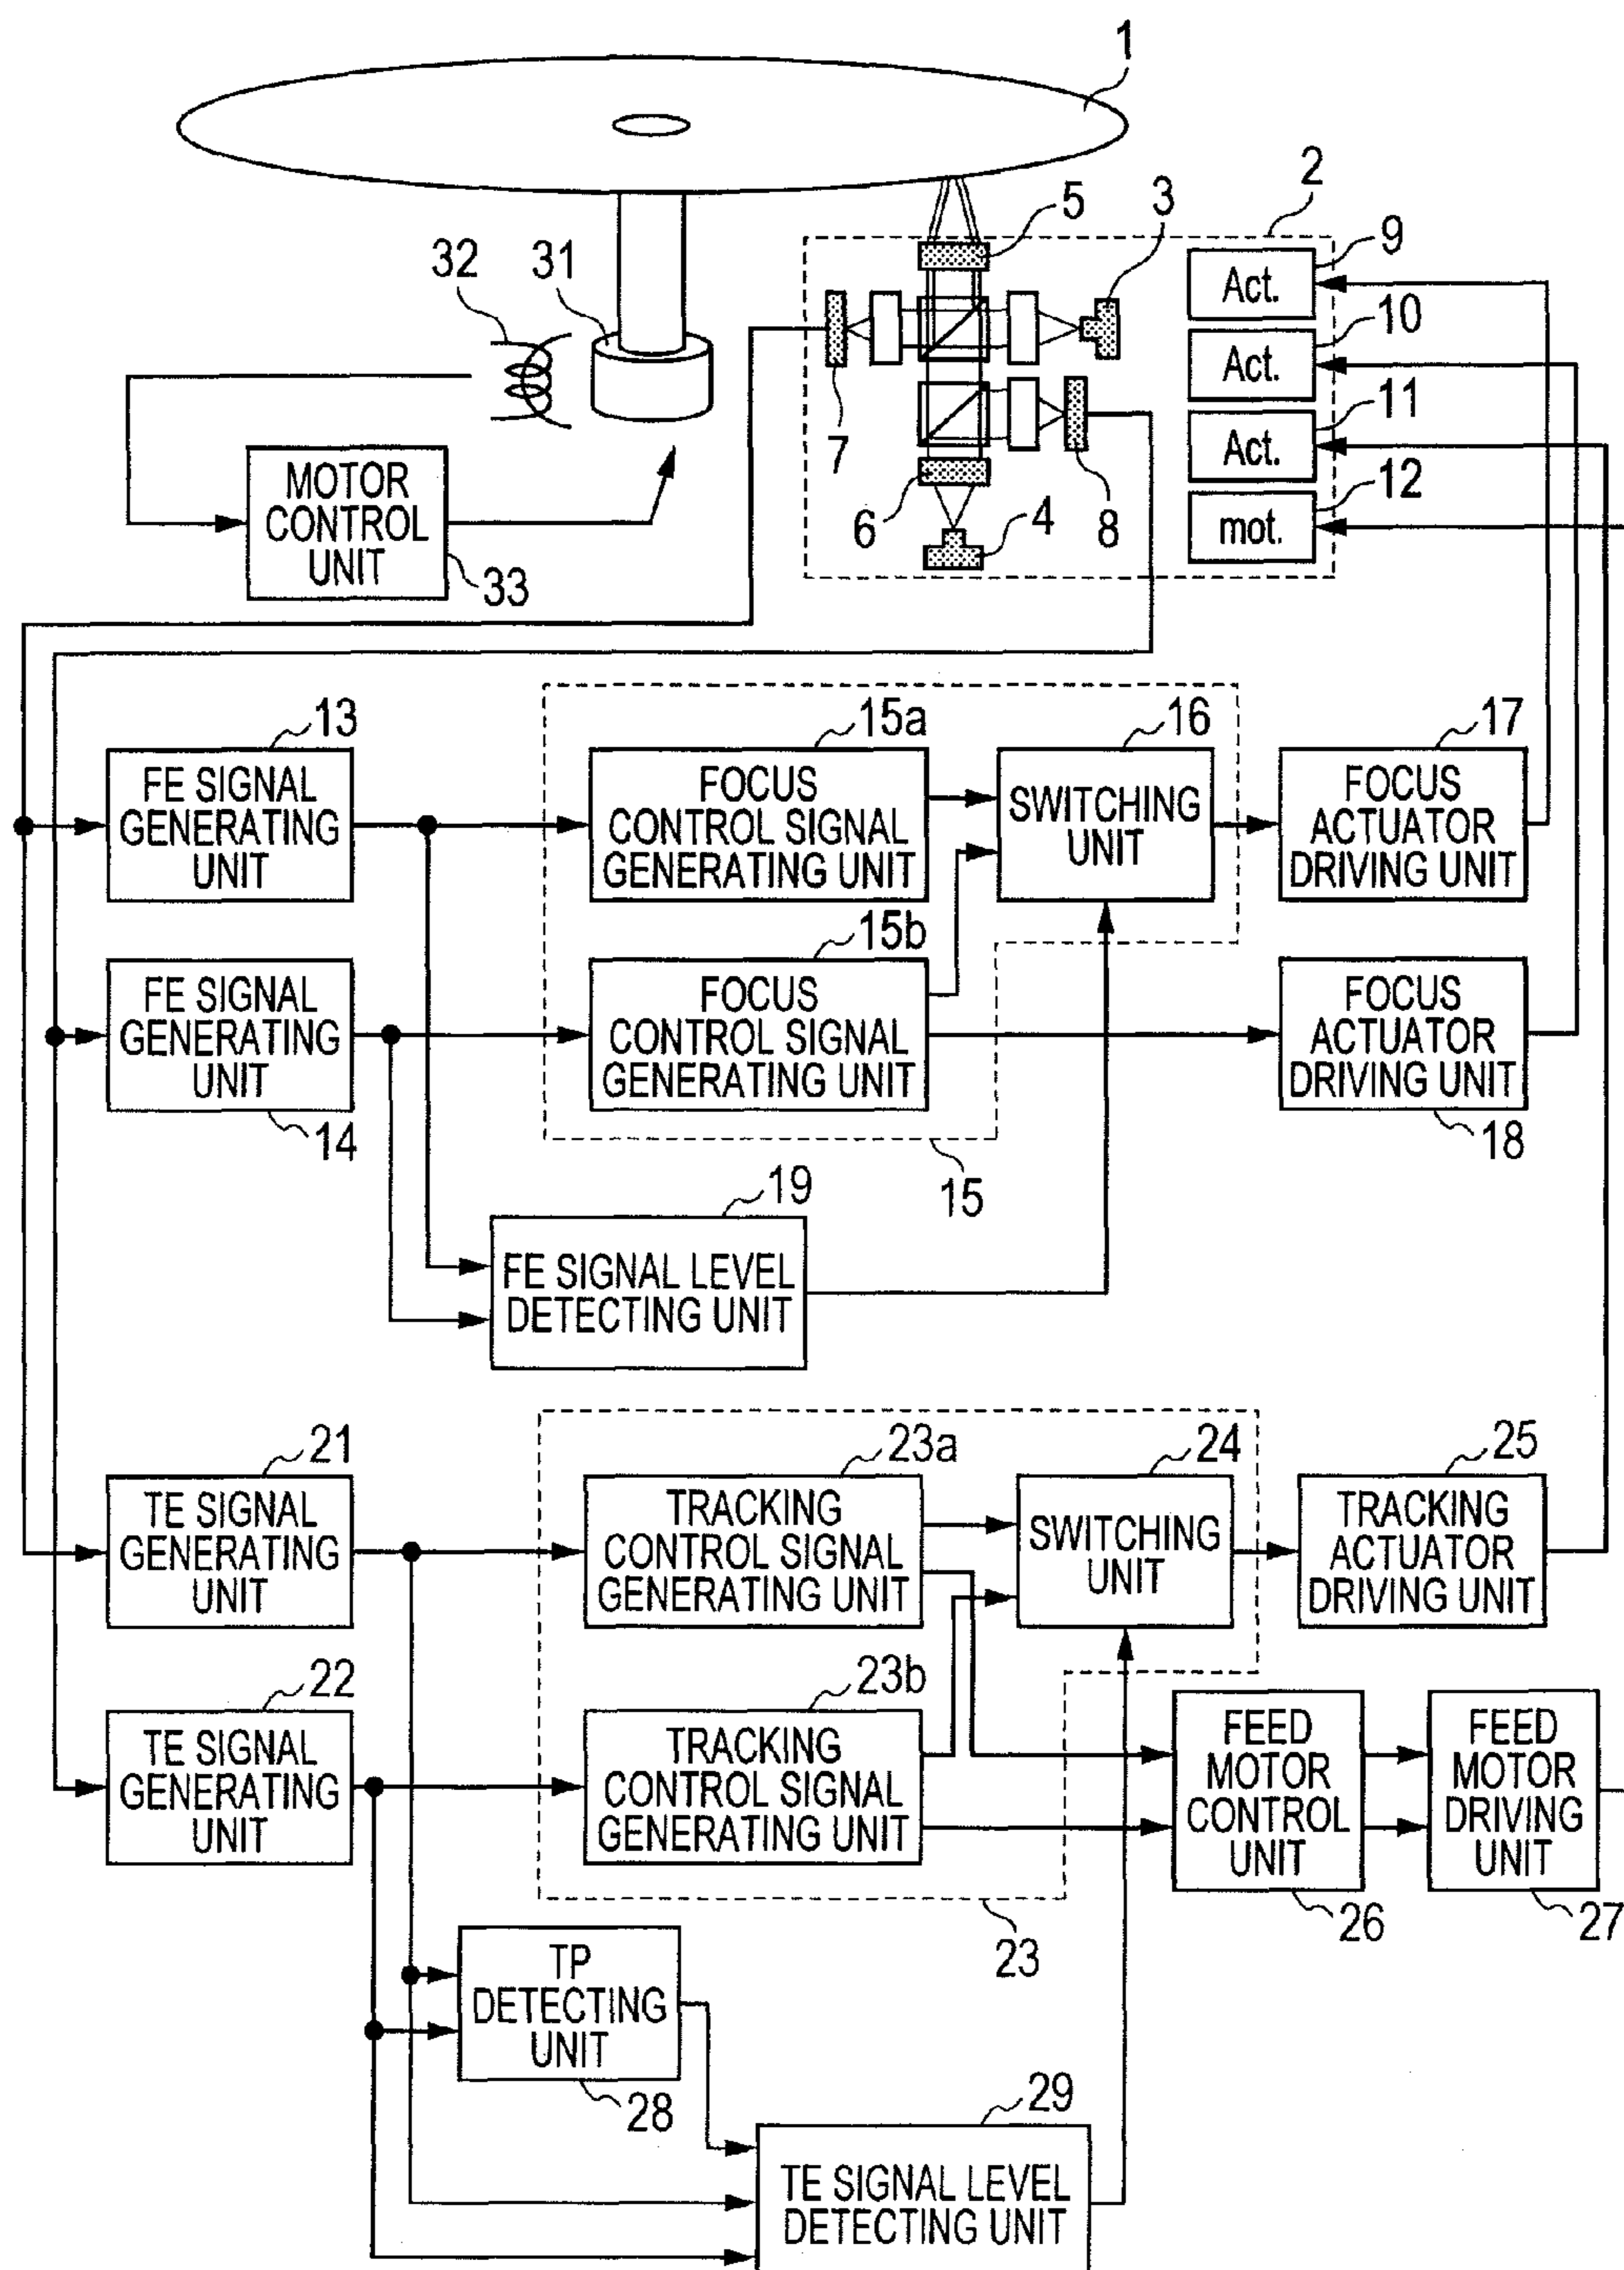 1
2
3
5
9
Act.
32
31
10
Act.
11
Act.
7
12
mot.
6
4
8
MOTOR
CONTROL
UNIT
33
13
FE SIGNAL
GENERATING
UNIT
15a
FOCUS
CONTROL SIGNAL
GENERATING UNIT
16
SWITCHING
UNIT
17
FOCUS
ACTUATOR
DRIVING UNIT
FE SIGNAL
GENERATING
UNIT
14
15b
FOCUS
CONTROL SIGNAL
GENERATING UNIT
FOCUS
ACTUATOR
DRIVING UNIT
18
15
19
FE SIGNAL LEVEL
DETECTING UNIT
21
TE SIGNAL
GENERATING
UNIT
23a
TRACKING
CONTROL SIGNAL
GENERATING UNIT
24
SWITCHING
UNIT
25
TRACKING
ACTUATOR
DRIVING UNIT
22
TE SIGNAL
GENERATING
UNIT
23b
TRACKING
CONTROL SIGNAL
GENERATING UNIT
FEED
MOTOR
CONTROL
UNIT
26
FEED
MOTOR
DRIVING
UNIT
27
23
TP
DETECTING
UNIT
28
29
TE SIGNAL LEVEL
DETECTING UNIT